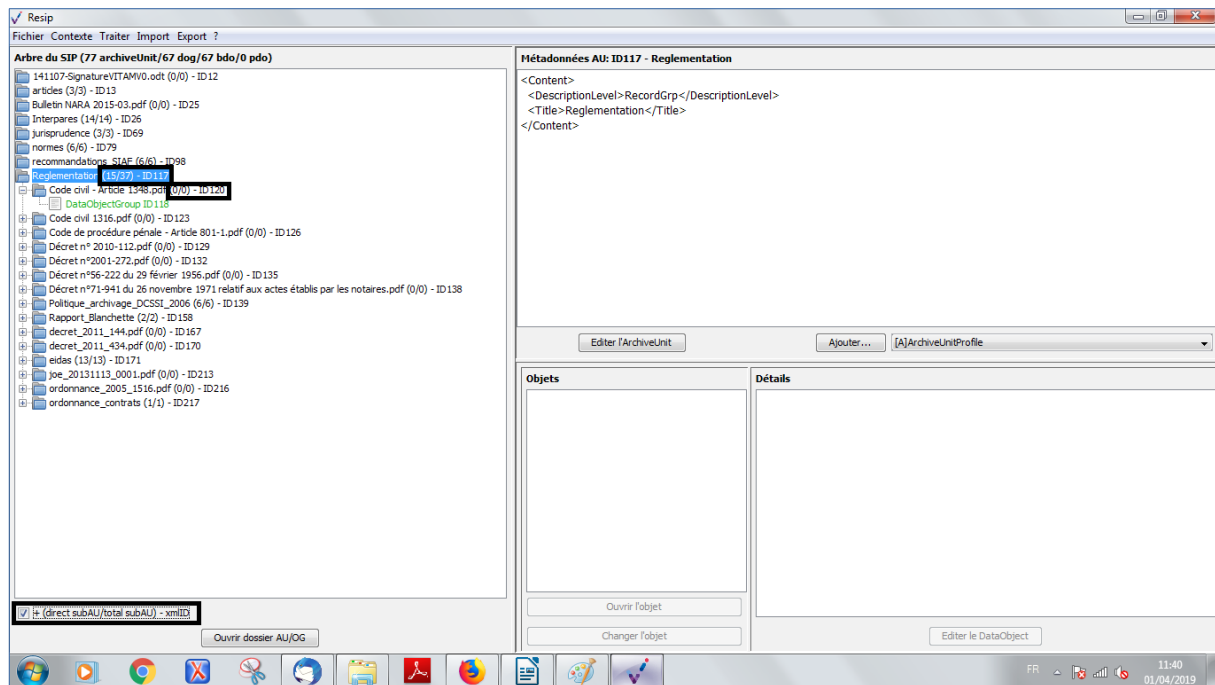 Resip
Fichier Contexte Traiter Import Export ?
Arbre du SIP (77 archiveUnit/67 dog/67 bdo/0 pdo)
141107-SignatureVITAMV0.odt (0/0) - ID12
articles (3/3) - ID13
Bulletin NARA 2015-03.pdf (0/0) - ID25
Interpares (14/14) - ID26
jurisprudence (3/3) - ID69
normes (6/6) - ID79
recommandations_SIAF (6/6) - ID98
Reglementation (15/37) - ID117
Code civil - Article 1348.pdf (0/0) - ID120
DataObjectGroup ID118
Code civil 1316.pdf (0/0) - ID123
Code de procédure pénale - Article 801-1.pdf (0/0) - ID126
Décret n° 2010-112.pdf (0/0) - ID129
Décret n°2001-272.pdf (0/0) - ID132
Décret n°56-222 du 29 février 1956.pdf (0/0) - ID135
Décret n°71-941 du 26 novembre 1971 relatif aux actes établis par les notaires.pdf (0/0) - ID138
Politique_archivage_DCSSI_2006 (6/6) - ID139
Rapport_Blanchette (2/2) - ID158
decret_2011_144.pdf (0/0) - ID167
decret_2011_434.pdf (0/0) - ID170
eidas (13/13) - ID171
joe_20131113_0001.pdf (0/0) - ID213
ordonnance_2005_1516.pdf (0/0) - ID216
ordonnance_contrats (1/1) - ID217
+ (direct subAU/total subAU) - xmlID
Ouvrir dossier AU/OG
Métadonnées AU: ID117 - Reglementation
<Content>
<DescriptionLevel>RecordGrp</DescriptionLevel>
<Title>Reglementation</Title>
</Content>
Editer l'ArchiveUnit
Ajouter...
[A]ArchiveUnitProfile
Objets
Détails
Ouvrir l'objet
Changer l'objet
Editer le DataObject
FR
11:40
01/04/2019